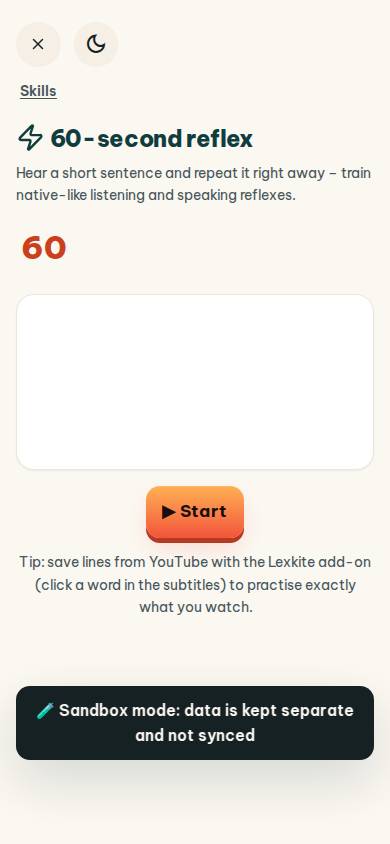 Skills
60-second reflex
Hear a short sentence and repeat it right away – train
native-like listening and speaking reflexes.
60
▶ Start
Tip: save lines from YouTube with the Lexkite add-on
(click a word in the subtitles) to practise exactly
what you watch.
🧪 Sandbox mode: data is kept separate
and not synced